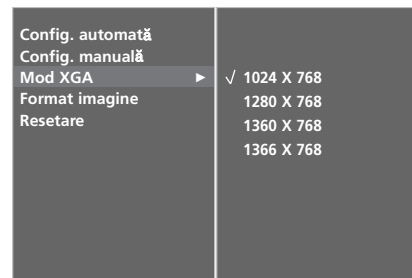 Config. automată
Config. manuală
Mod XGA ▶
Format imagine
Resetare
√ 1024 X 768
1280 X 768
1360 X 768
1366 X 768